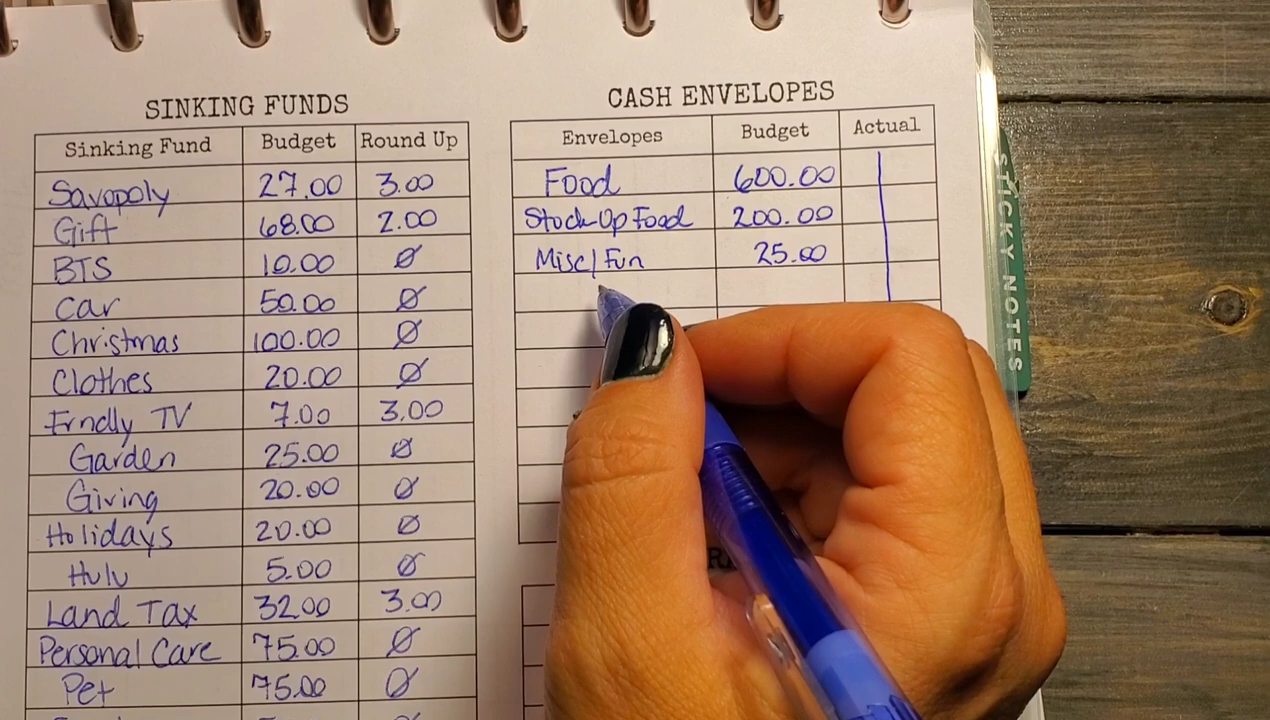 SINKING FUNDS
Sinking Fund Budget Round Up
Savopoly 27.00 3.00
Gift 68.00 2.00
BTS 10.00 Ø
Car 50.00 Ø
Christmas 100.00 Ø
Clothes 20.00 Ø
Frndly TV 7.00 3.00
Garden 25.00 Ø
Giving 20.00 Ø
Holidays 20.00 Ø
Hulu 5.00 Ø
Land Tax 32.00 3.00
Personal Care 75.00 Ø
Pet 75.00 Ø
CASH ENVELOPES
Envelopes Budget Actual
Food 600.00
Stock-Up Food 200.00
Misc/Fun 25.00
STICKY NOTES